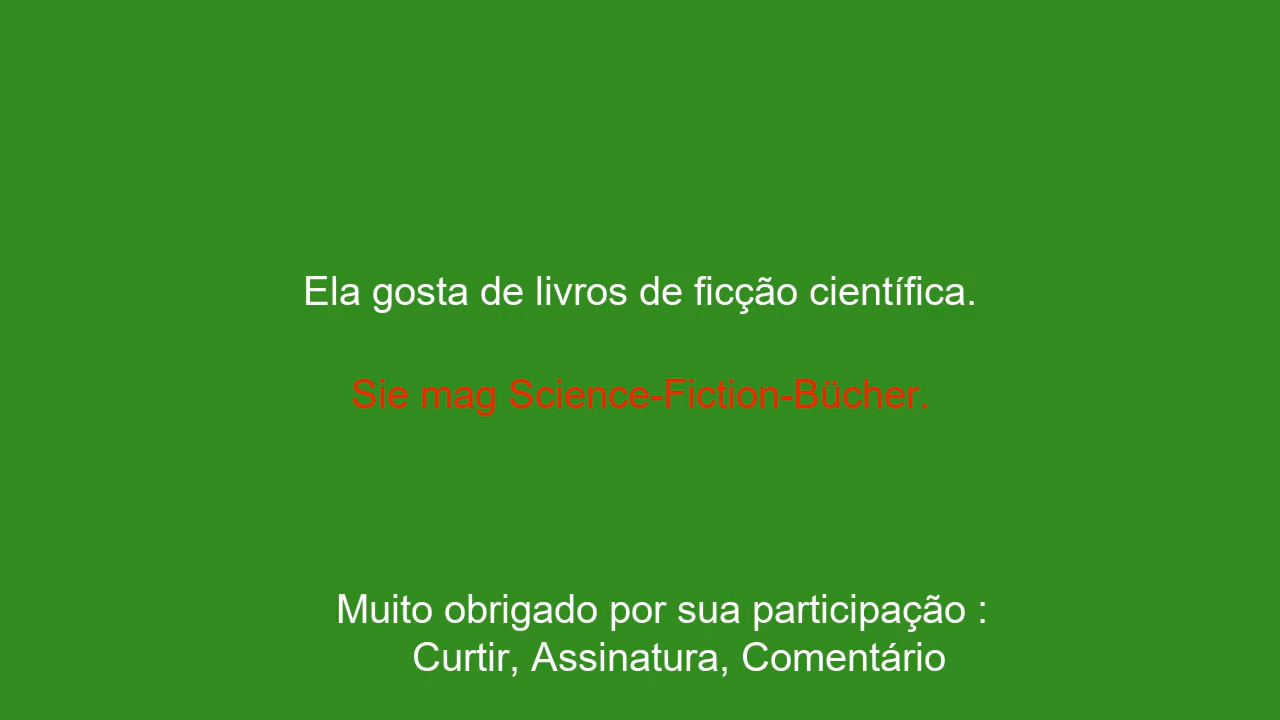 Ela gosta de livros de ficção científica.
Sie mag Science-Fiction-Bücher.
Muito obrigado por sua participação :
Curtir, Assinatura, Comentário